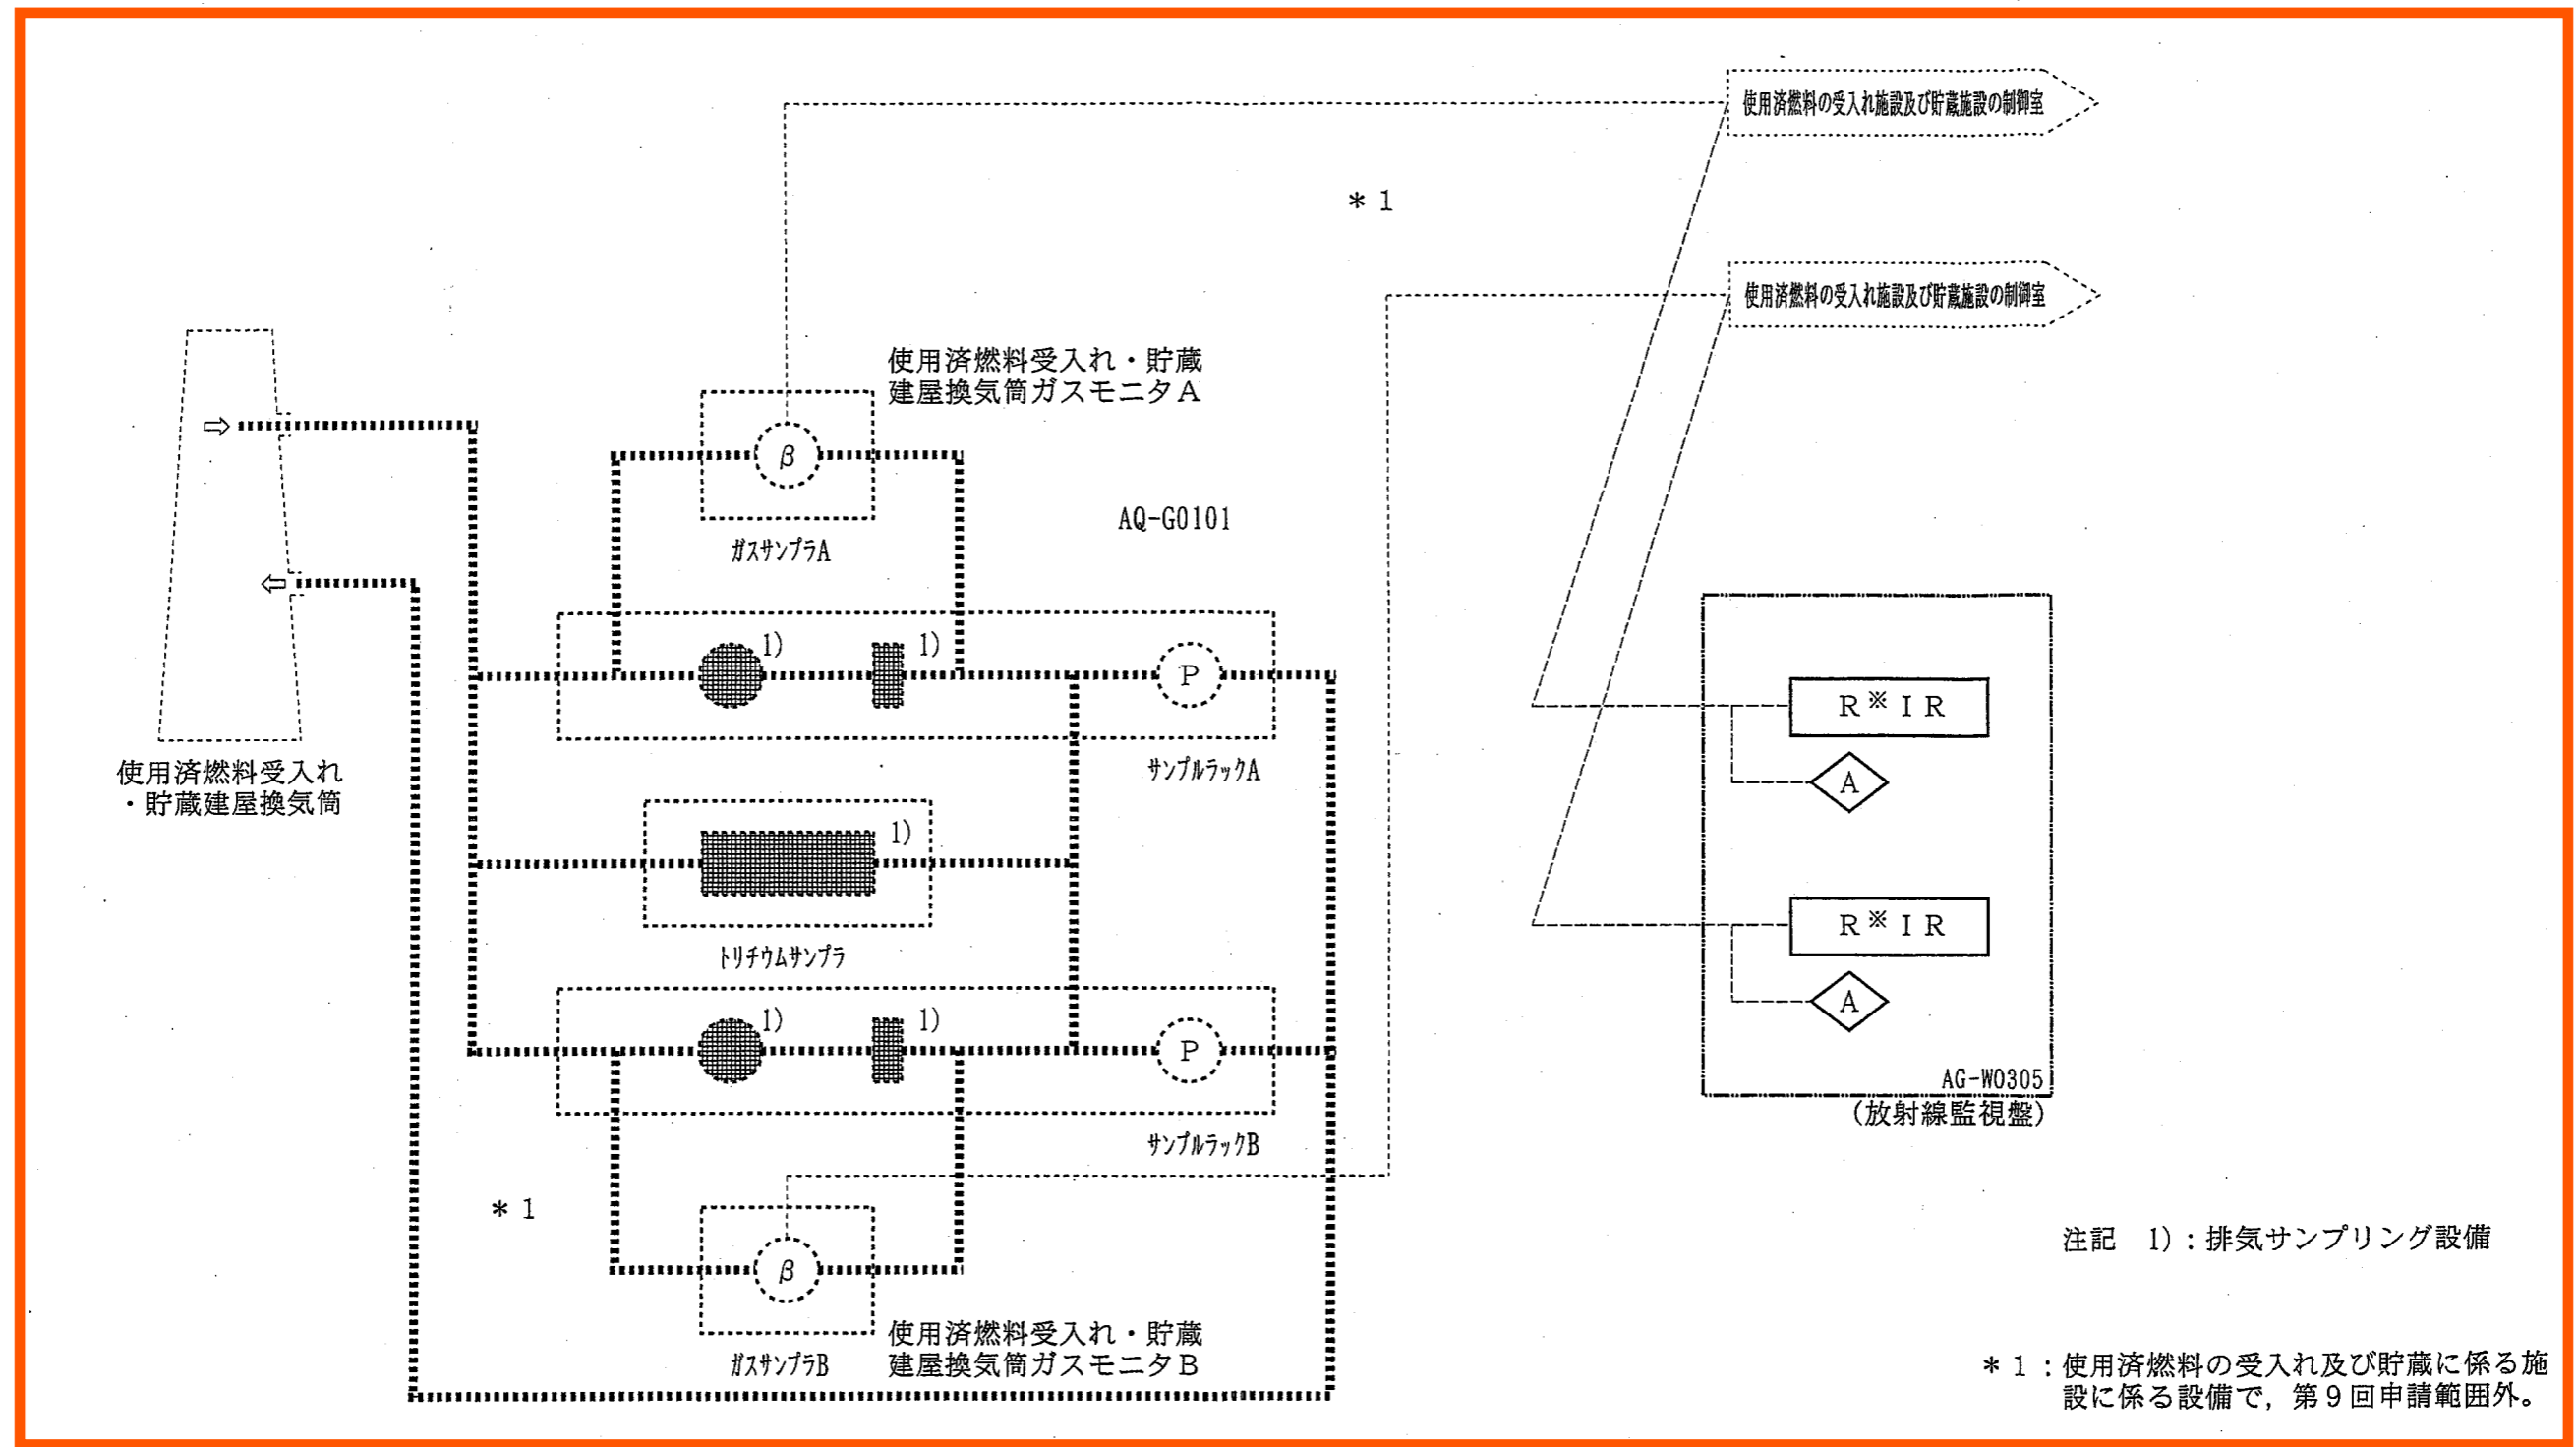 使用済燃料の受入れ施設及び貯蔵施設の制御室
＊1
使用済燃料の受入れ施設及び貯蔵施設の制御室
使用済燃料受入れ・貯蔵
建屋換気筒ガスモニタA
β
ガスサンプラA
AQ-G0101
1)
1)
P
サンプルラックA
使用済燃料受入れ
・貯蔵建屋換気筒
1)
トリチウムサンプラ
1)
1)
P
サンプルラックB
＊1
β
ガスサンプラB
使用済燃料受入れ・貯蔵
建屋換気筒ガスモニタB
R※IR
A
R※IR
A
AG-W0305
(放射線監視盤)
注記　1)：排気サンプリング設備
＊1：使用済燃料の受入れ及び貯蔵に係る施
設に係る設備で，第9回申請範囲外。